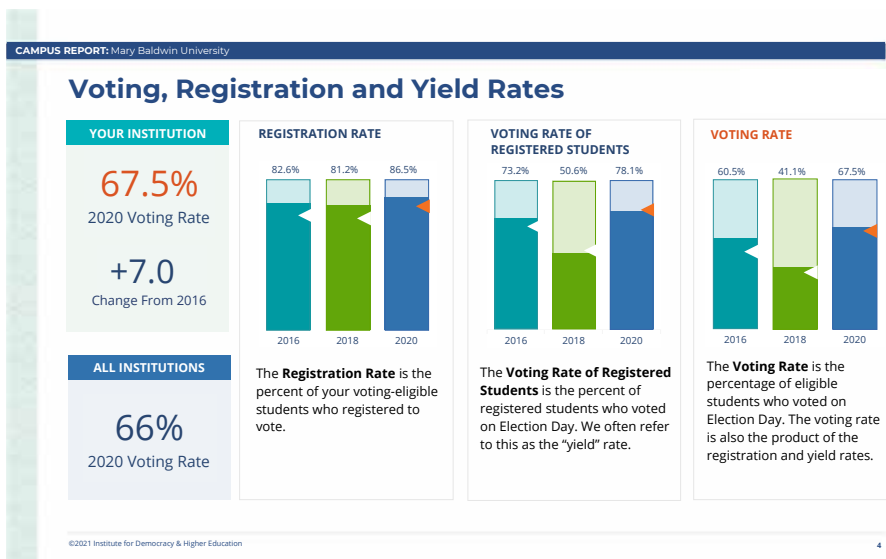 CAMPUS REPORT: Mary Baldwin University
Voting, Registration and Yield Rates
YOUR INSTITUTION
67.5%
2020 Voting Rate
+7.0
Change From 2016
ALL INSTITUTIONS
66%
2020 Voting Rate
REGISTRATION RATE
82.6% 81.2% 86.5%
2016 2018 2020
The Registration Rate is the
percent of your voting-eligible
students who registered to
vote.
VOTING RATE OF
REGISTERED STUDENTS
73.2% 50.6% 78.1%
2016 2018 2020
The Voting Rate of Registered
Students is the percent of
registered students who voted
on Election Day. We often refer
to this as the “yield” rate.
VOTING RATE
60.5% 41.1% 67.5%
2016 2018 2020
The Voting Rate is the
percentage of eligible
students who voted on
Election Day. The voting rate
is also the product of the
registration and yield rates.
©2021 Institute for Democracy & Higher Education
4